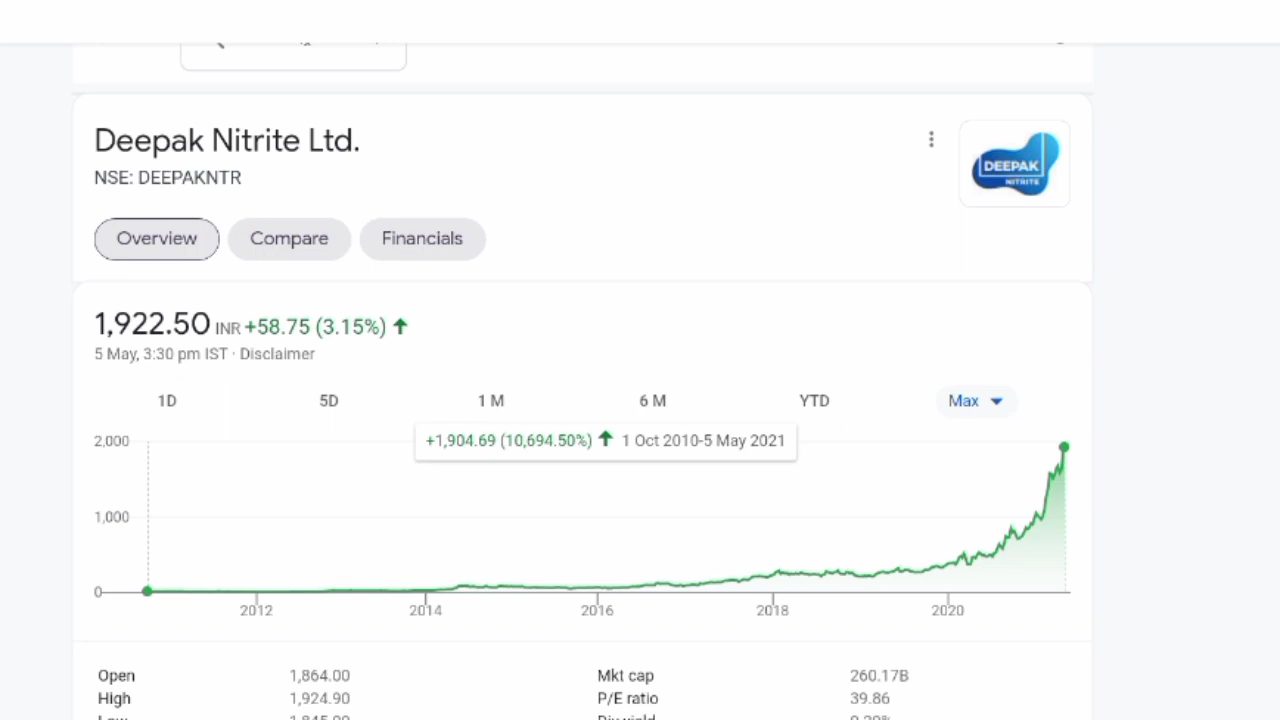 Deepak Nitrite Ltd.
NSE: DEEPAKNTR
DEEPAK
NITRITE
Overview Compare Financials
1,922.50 INR +58.75 (3.15%)
5 May, 3:30 pm IST · Disclaimer
1D 5D 1 M 6 M YTD Max
+1,904.69 (10,694.50%) 1 Oct 2010-5 May 2021
2,000
1,000
0
2012 2014 2016 2018 2020
Open 1,864.00 Mkt cap 260.17B
High 1,924.90 P/E ratio 39.86